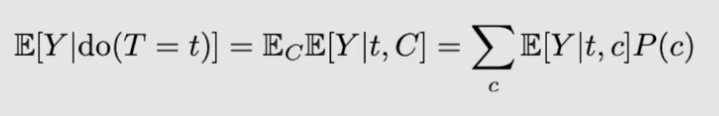 𝔼[Y|do(T = t)] = 𝔼_C𝔼[Y|t, C] = ∑_c 𝔼[Y|t, c]P(c)